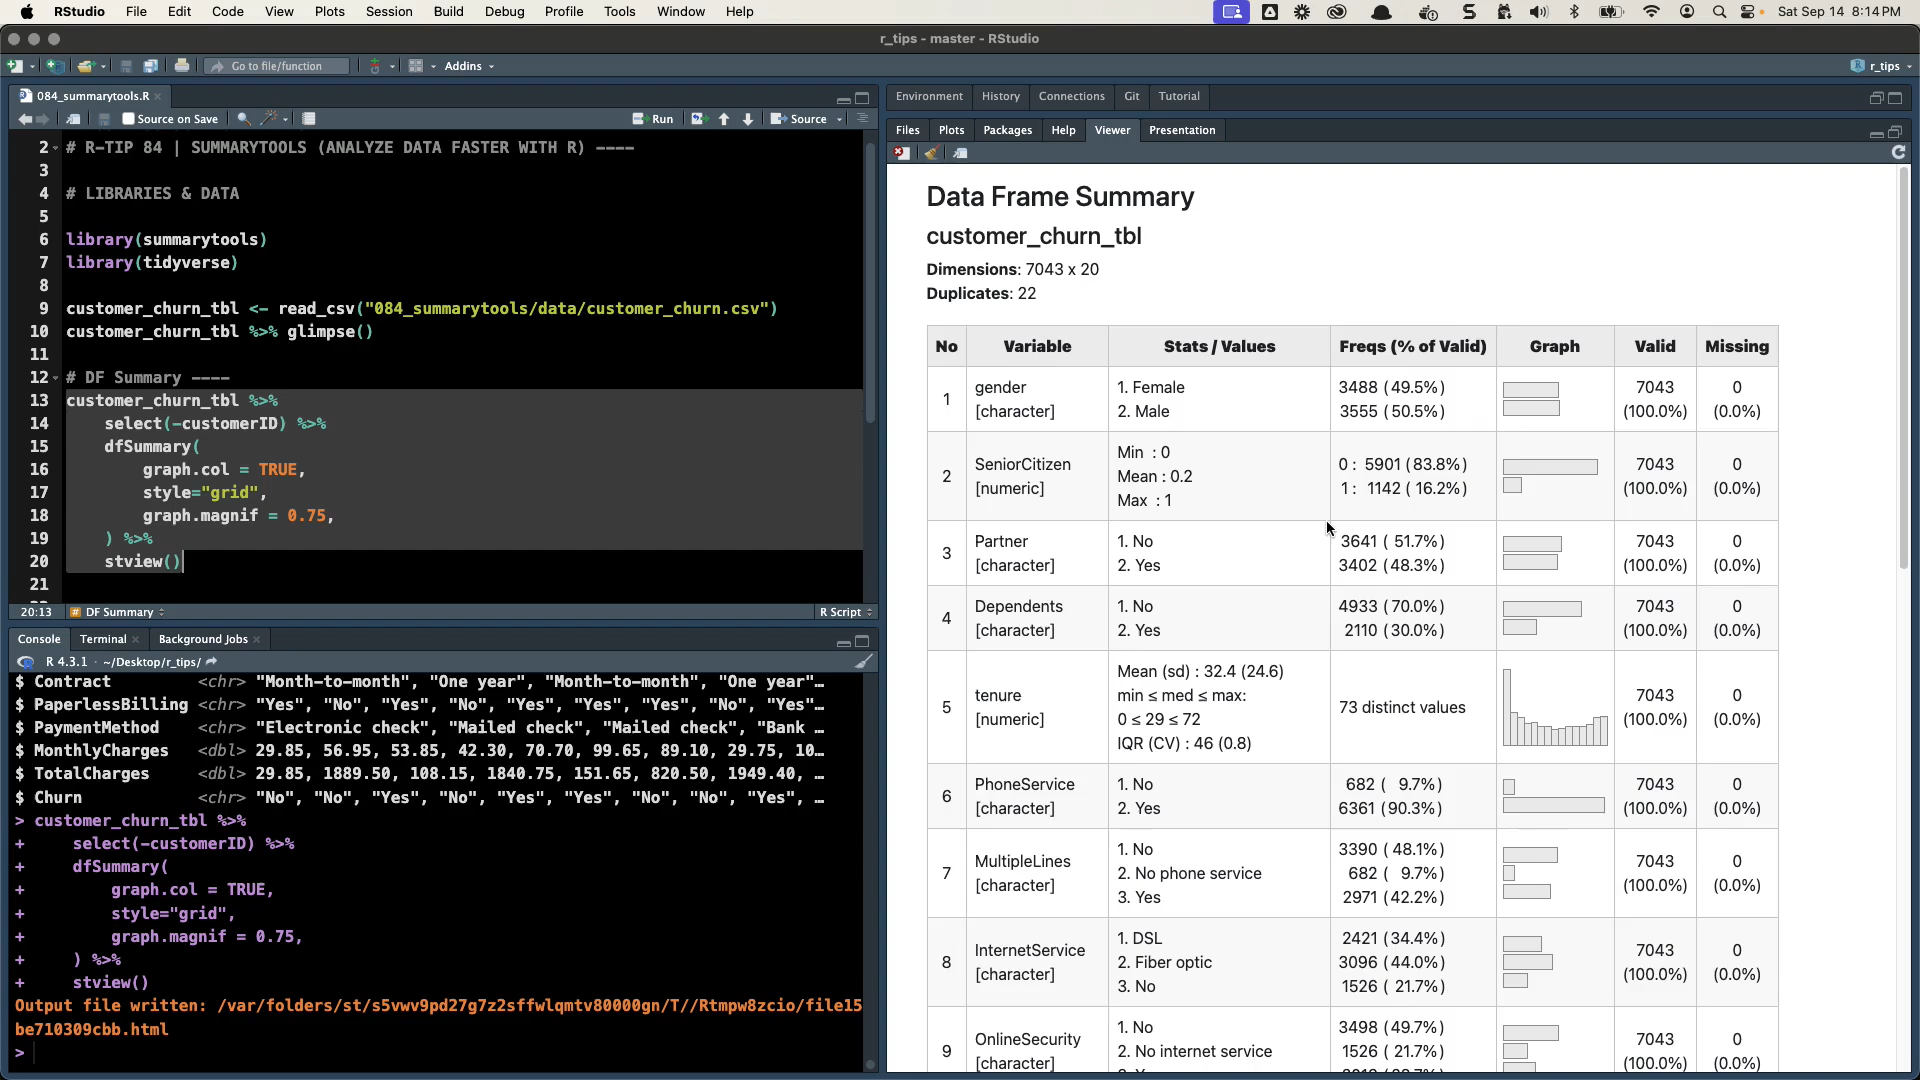 RStudio File Edit Code View Plots Session Build Debug Profile Tools Window Help
Sat Sep 14 8:14 PM
r_tips - master - RStudio
Go to file/function
Addins
r_tips
084_summarytools.R
Source on Save
Run
Source
2 # R-TIP 84 | SUMMARYTOOLS (ANALYZE DATA FASTER WITH R) ----
3
4 # LIBRARIES & DATA
5
6 library(summarytools)
7 library(tidyverse)
8
9 customer_churn_tbl <- read_csv("084_summarytools/data/customer_churn.csv")
10 customer_churn_tbl %>% glimpse()
11
12 # DF Summary ----
13 customer_churn_tbl %>%
14 select(-customerID) %>%
15 dfSummary(
16 graph.col = TRUE,
17 style="grid",
18 graph.magnif = 0.75,
19 ) %>%
20 stview()
21
20:13 # DF Summary R Script
Console Terminal Background Jobs
R 4.3.1 · ~/Desktop/r_tips/
$ Contract <chr> "Month-to-month", "One year", "Month-to-month", "One year"…
$ PaperlessBilling <chr> "Yes", "No", "Yes", "No", "Yes", "Yes", "Yes", "No", "Yes"…
$ PaymentMethod <chr> "Electronic check", "Mailed check", "Mailed check", "Bank …
$ MonthlyCharges <dbl> 29.85, 56.95, 53.85, 42.30, 70.70, 99.65, 89.10, 29.75, 10…
$ TotalCharges <dbl> 29.85, 1889.50, 108.15, 1840.75, 151.65, 820.50, 1949.40, …
$ Churn <chr> "No", "No", "Yes", "No", "Yes", "Yes", "No", "No", "Yes", …
> customer_churn_tbl %>%
+ select(-customerID) %>%
+ dfSummary(
+ graph.col = TRUE,
+ style="grid",
+ graph.magnif = 0.75,
+ ) %>%
+ stview()
Output file written: /var/folders/st/s5vwv9pd27g7z2sffwlqmtv80000gn/T//Rtmpw8zcio/file15
be710309cbb.html
>
Environment History Connections Git Tutorial
Files Plots Packages Help Viewer Presentation
Data Frame Summary
customer_churn_tbl
Dimensions: 7043 x 20
Duplicates: 22
No Variable Stats / Values Freqs (% of Valid) Graph Valid Missing
1 gender [character] 1. Female 3488 (49.5%) 7043 0
2. Male 3555 (50.5%) (100.0%) (0.0%)
2 SeniorCitizen [numeric] Min : 0
Mean : 0.2 0 : 5901 (83.8%) 7043 0
Max : 1 1 : 1142 (16.2%) (100.0%) (0.0%)
3 Partner [character] 1. No 3641 (51.7%) 7043 0
2. Yes 3402 (48.3%) (100.0%) (0.0%)
4 Dependents [character] 1. No 4933 (70.0%) 7043 0
2. Yes 2110 (30.0%) (100.0%) (0.0%)
5 tenure [numeric] Mean (sd) : 32.4 (24.6)
min ≤ med ≤ max:
0 ≤ 29 ≤ 72 73 distinct values 7043 0
IQR (CV) : 46 (0.8) (100.0%) (0.0%)
6 PhoneService [character] 1. No 682 (9.7%) 7043 0
2. Yes 6361 (90.3%) (100.0%) (0.0%)
7 MultipleLines [character] 1. No 3390 (48.1%) 7043 0
2. No phone service 682 (9.7%) (100.0%) (0.0%)
3. Yes 2971 (42.2%)
8 InternetService [character] 1. DSL 2421 (34.4%) 7043 0
2. Fiber optic 3096 (44.0%) (100.0%) (0.0%)
3. No 1526 (21.7%)
9 OnlineSecurity [character] 1. No 3498 (49.7%) 7043 0
2. No internet service 1526 (21.7%) (100.0%) (0.0%)